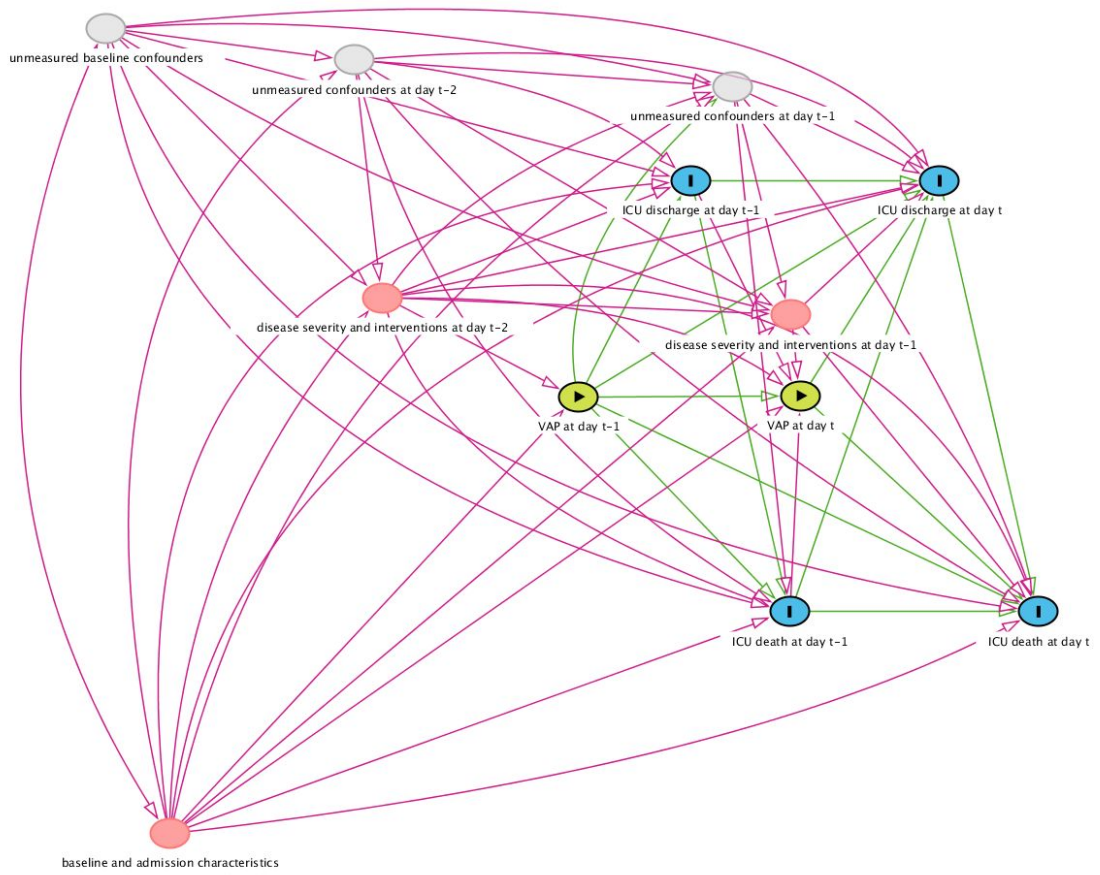 unmeasured baseline confounders
unmeasured confounders at day t-2
unmeasured confounders at day t-1
ICU discharge at day t-1
ICU discharge at day t
disease severity and interventions at day t-2
disease severity and interventions at day t-1
VAP at day t-1
VAP at day t
ICU death at day t-1
ICU death at day t
baseline and admission characteristics